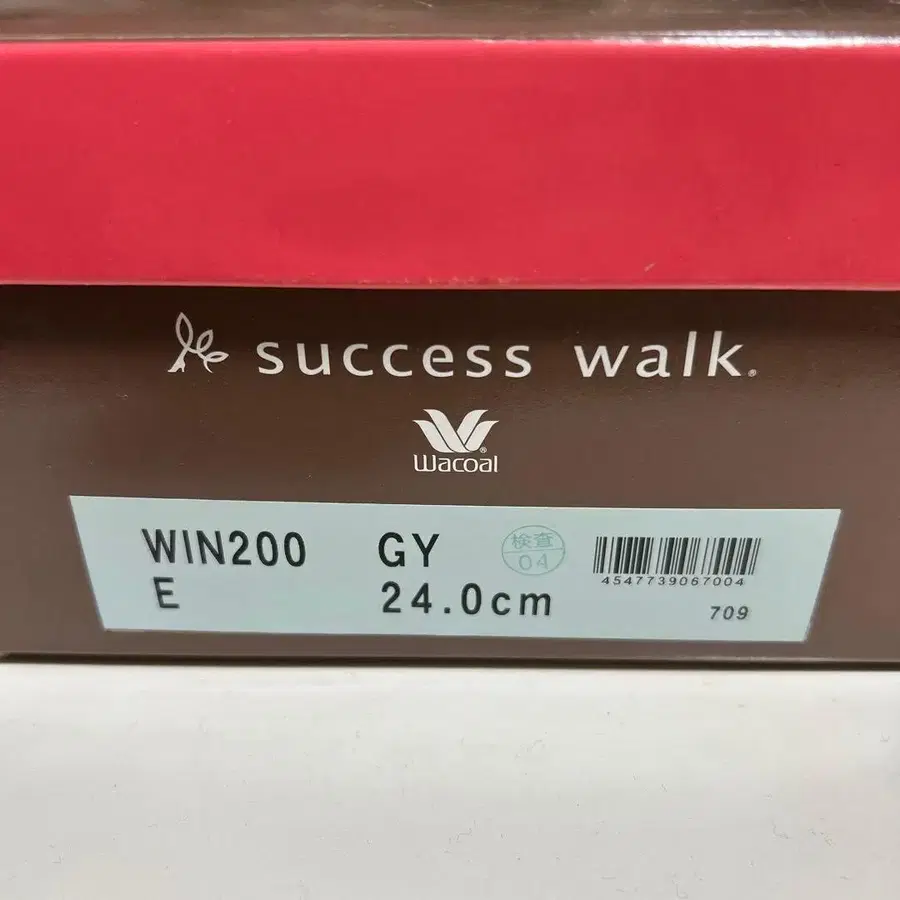 success walk®
Wacoal®
WIN200 GY 検査
E 24.0cm 04
4547739067004
709